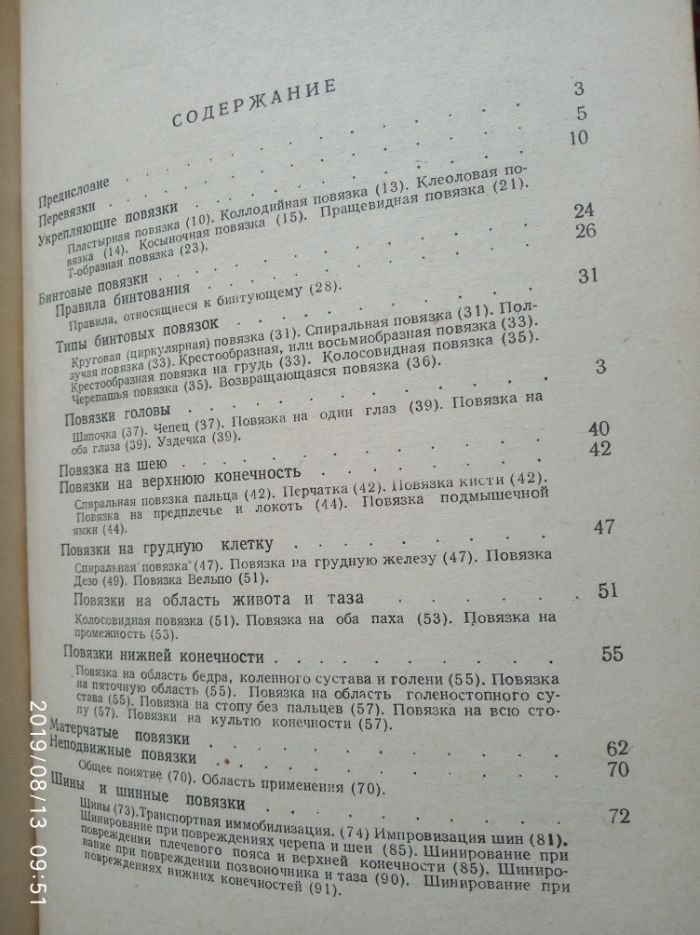 СОДЕРЖАНИЕ
Предисловие . . . . . . . . . . 3
Перевязки . . . . . . . . . . 5
Укрепляющие повязки . . . . . . . . 10
Пластырная повязка (10). Коллодийная повязка (13). Клеоловая по-
вязка (14). Косыночная повязка (15). Пращевидная повязка (21).
Т-образная повязка (23).
Бинтовые повязки . . . . . . . . . 24
Правила бинтования . . . . . . . . 26
Правила, относящиеся к бинтующему (28).
Типы бинтовых повязок . . . . . . . 31
Круговая (циркулярная) повязка (31). Спиральная повязка (31). Пол-
зучая повязка (33). Крестообразная, или восьмиобразная повязка (33).
Крестообразная повязка на грудь (33). Колосовидная повязка (35).
Черепашья повязка (35). Возвращающаяся повязка (36).
Повязки головы . . . . . . . . . 3
Шапочка (37). Чепец (37). Повязка на один глаз (39). Повязка на
оба глаза (39). Уздечка (39).
Повязка на шею . . . . . . . . . 40
Повязки на верхнюю конечность . . . . . . 42
Спиральная повязка пальца (42). Перчатка (42). Повязка кисти (42).
Повязка на предплечье и локоть (44). Повязка подмышечной
ямки (44).
Повязки на грудную клетку . . . . . . . 47
Спиральная повязка (47). Повязка на грудную железу (47). Повязка
Дезо (49). Повязка Вельпо (51).
Повязки на область живота и таза . . . . . 51
Колосовидная повязка (51). Повязка на оба паха (53). Повязка на
промежность (53).
Повязки нижней конечности . . . . . . . 55
Повязка на область бедра, коленного сустава и голени (55). Повязка
на пяточную область (55). Повязка на область голеностопного су-
става (55). Повязка на стопу без пальцев (57). Повязка на всю сто-
пу (57). Повязки на культю конечности (57).
Матерчатые повязки . . . . . . . . 62
Неподвижные повязки . . . . . . . . 70
Общее понятие (70). Область применения (70).
Шины и шинные повязки . . . . . . . 72
Шины (73).Транспортная иммобилизация. (74) Импровизация шин (81).
Шинирование при повреждениях черепа и шеи (85). Шинирование при
повреждении плечевого пояса и верхней конечности (85). Шиниро-
вание при повреждении позвоночника и таза (90). Шинирование при
повреждениях нижних конечностей (91).
2019/08/13 09:51